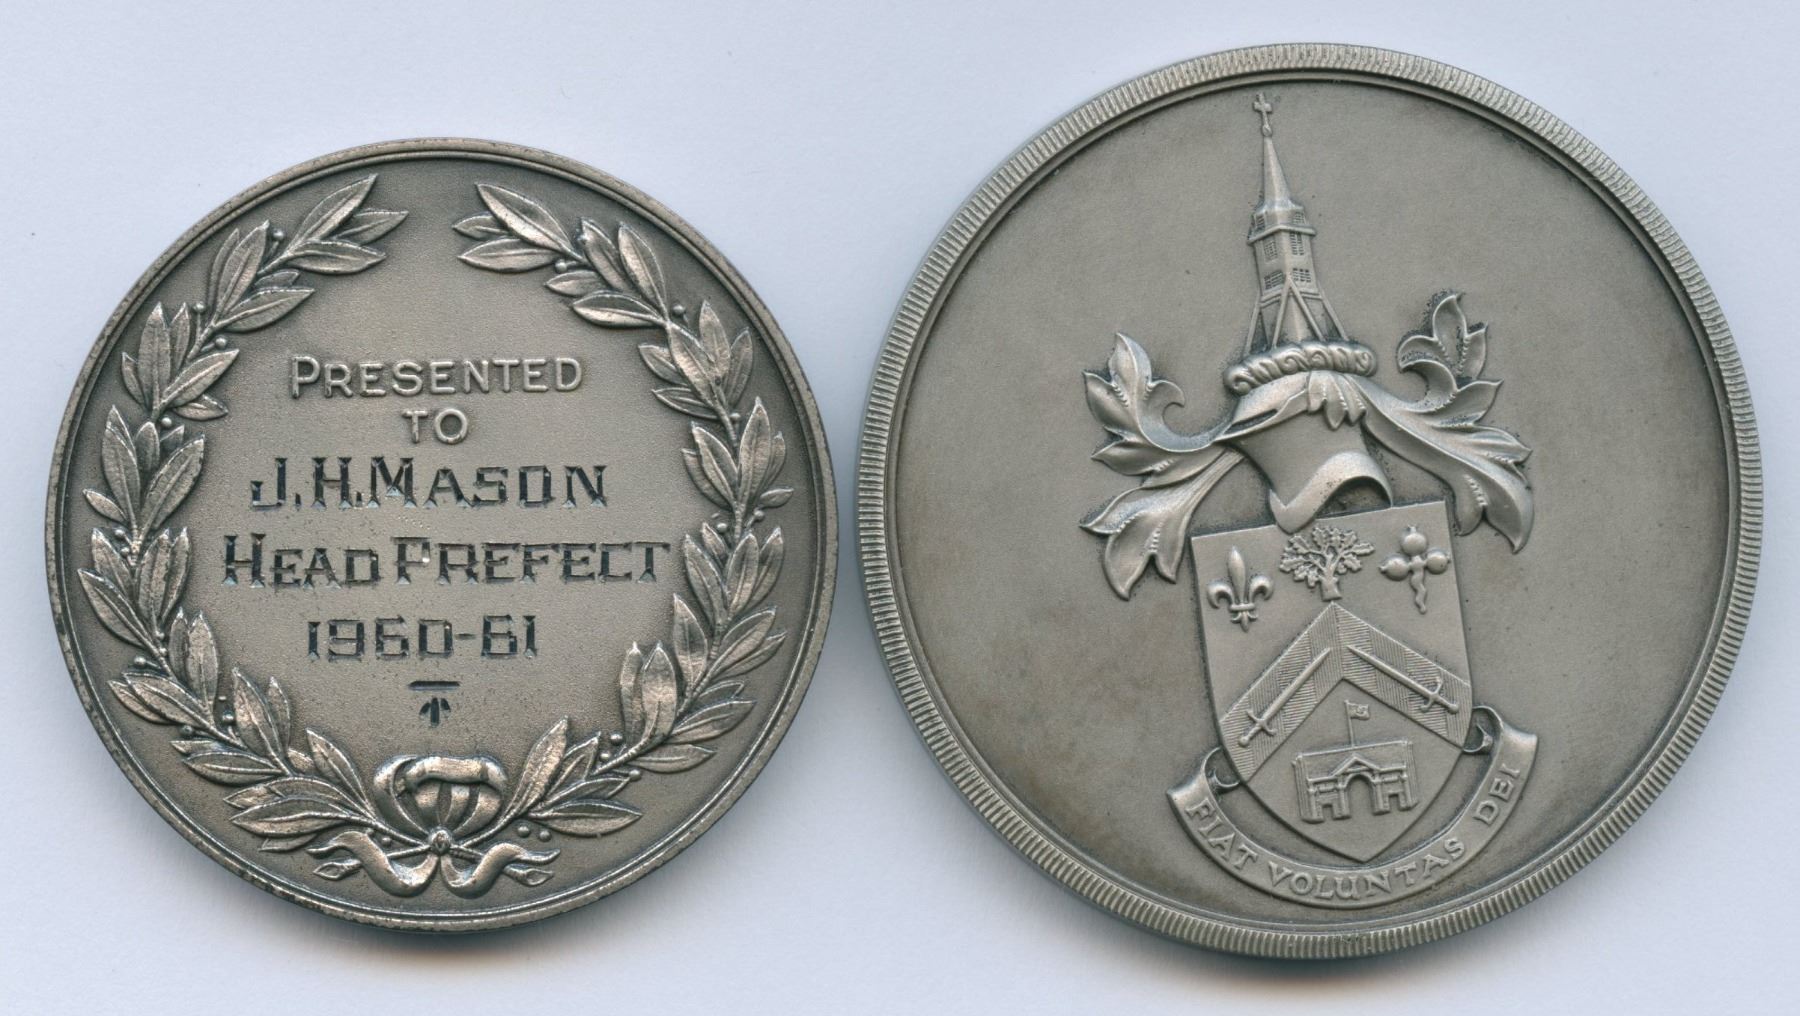 PRESENTED
TO
J.H.MASON
HEAD PREFECT
1960-61
FIAT VOLUNTAS DEI